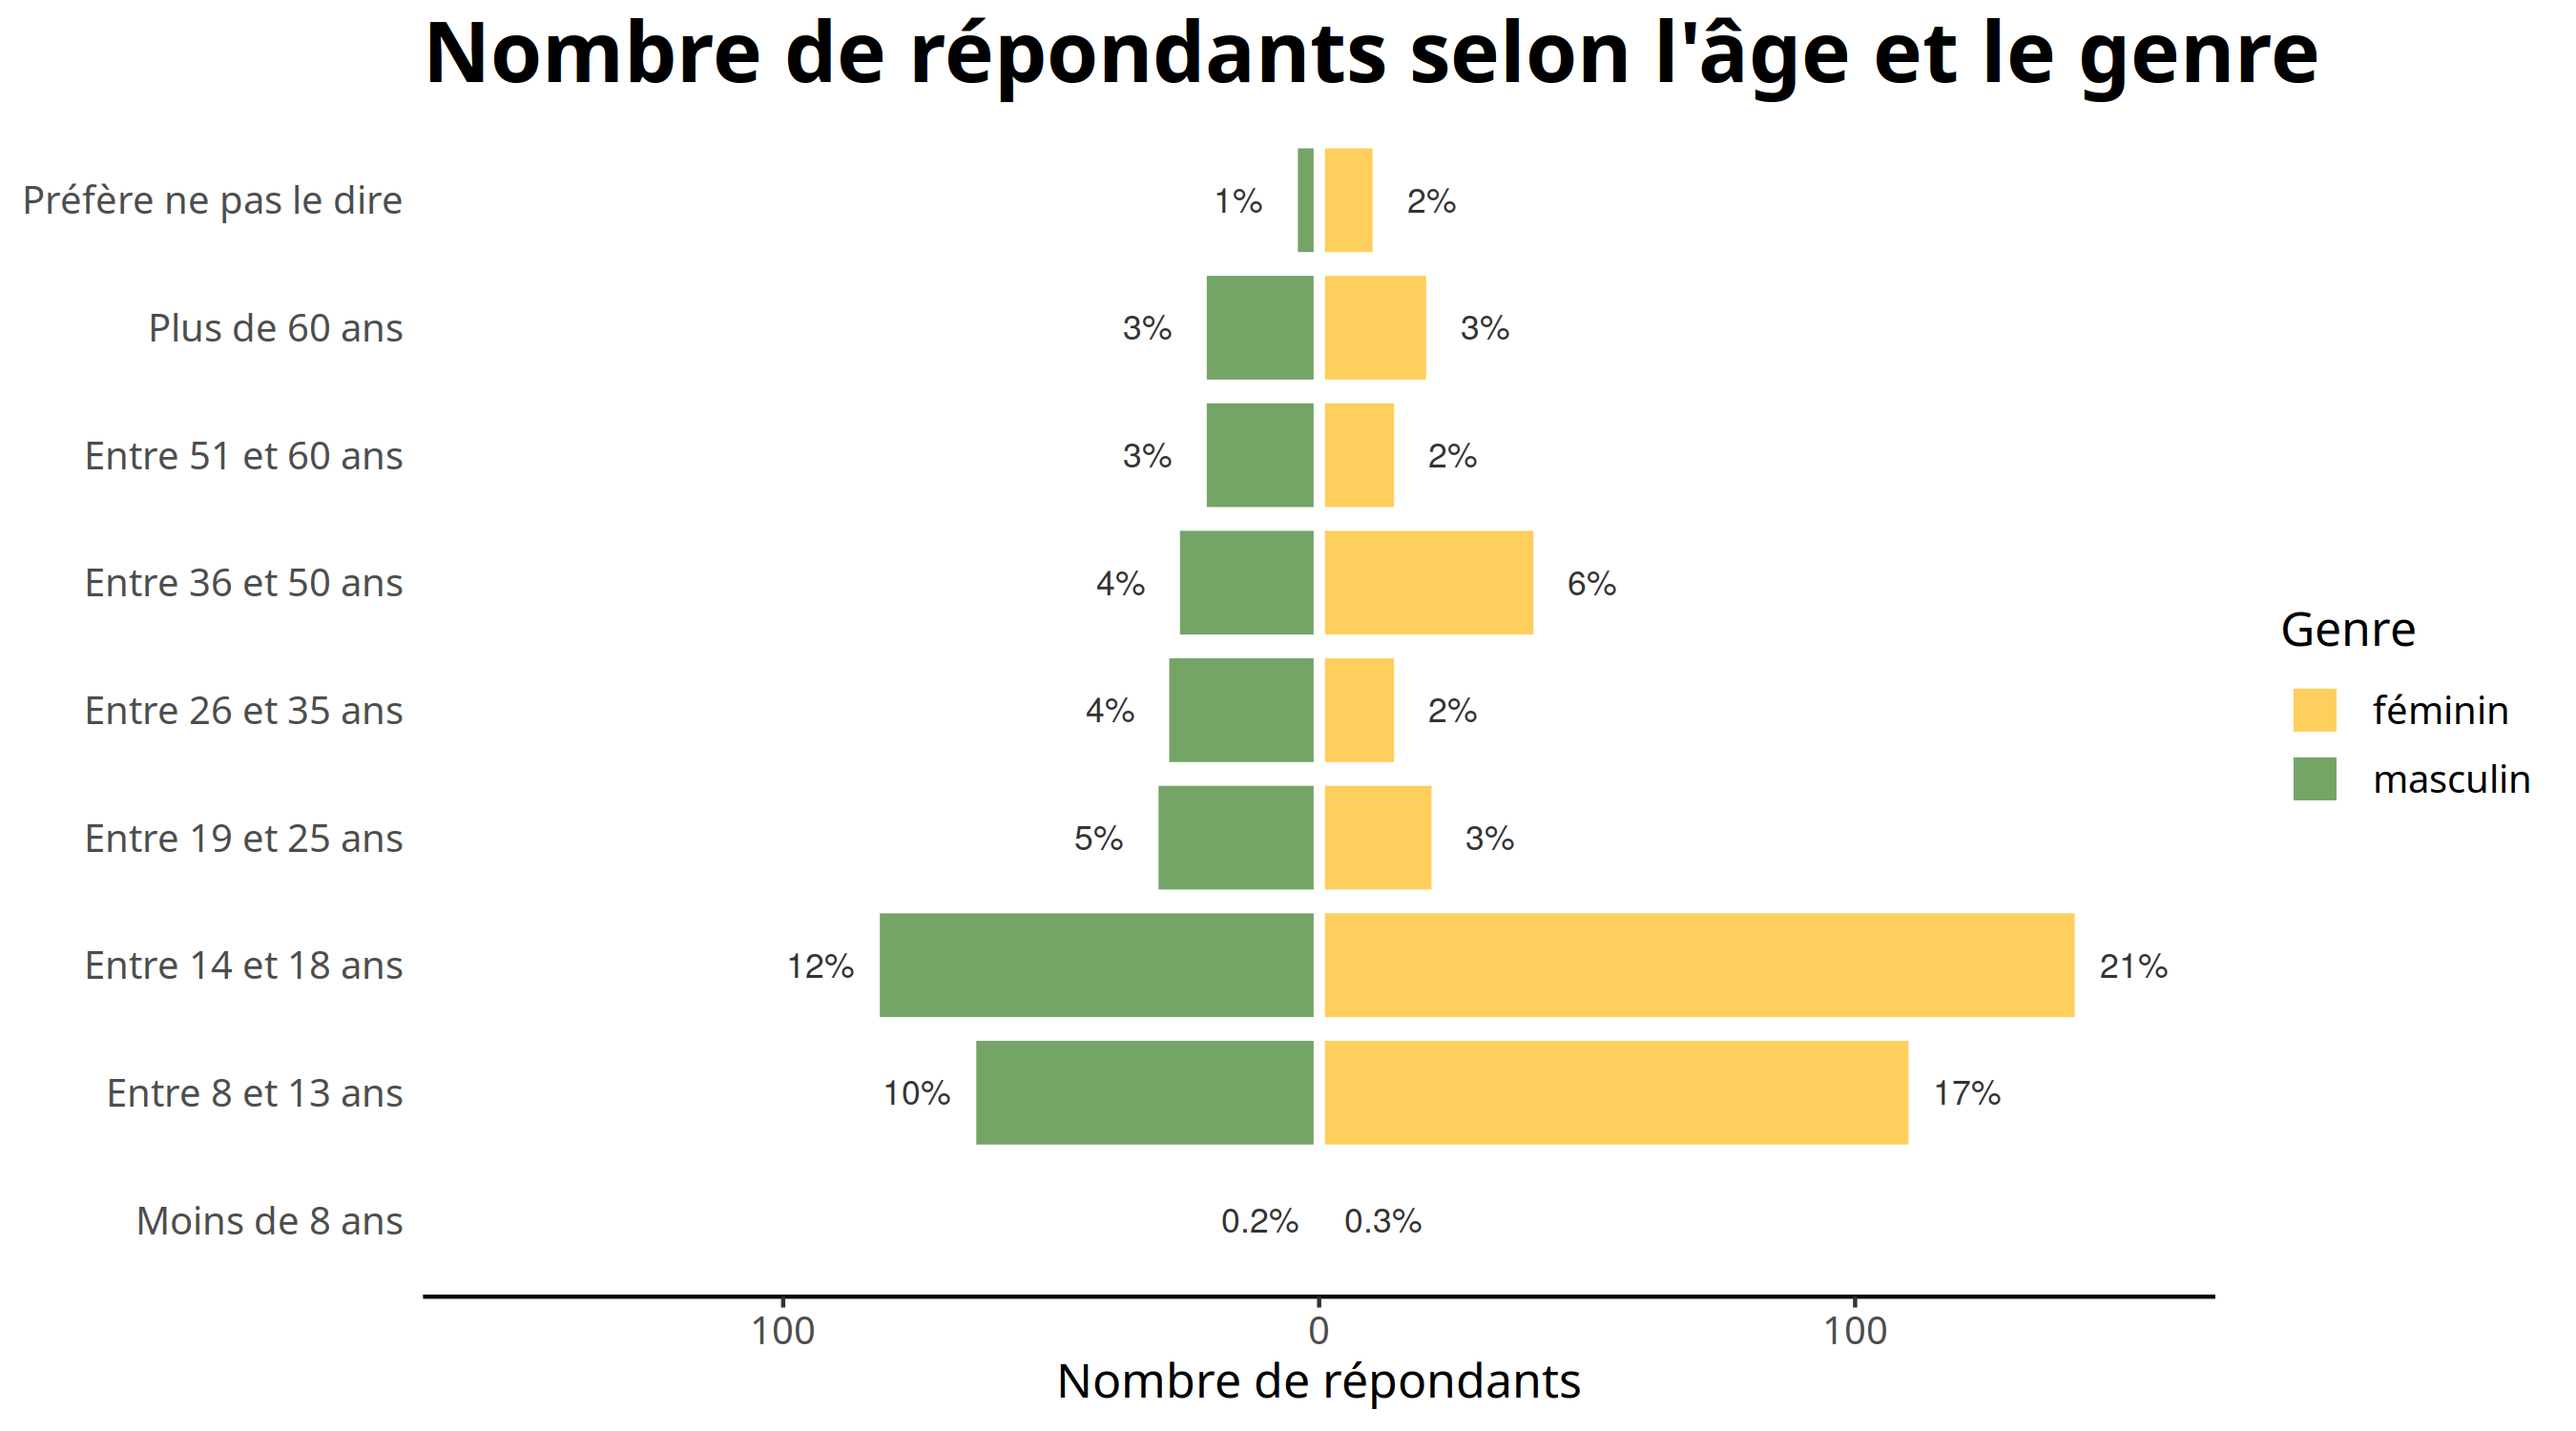 Nombre de répondants selon l'âge et le genre
Préfère ne pas le dire 1% 2%
Plus de 60 ans 3% 3%
Entre 51 et 60 ans 3% 2%
Entre 36 et 50 ans 4% 6%
Entre 26 et 35 ans 4% 2%
Entre 19 et 25 ans 5% 3%
Entre 14 et 18 ans 12% 21%
Entre 8 et 13 ans 10% 17%
Moins de 8 ans 0.2% 0.3%
100 0 100
Nombre de répondants
Genre
féminin
masculin